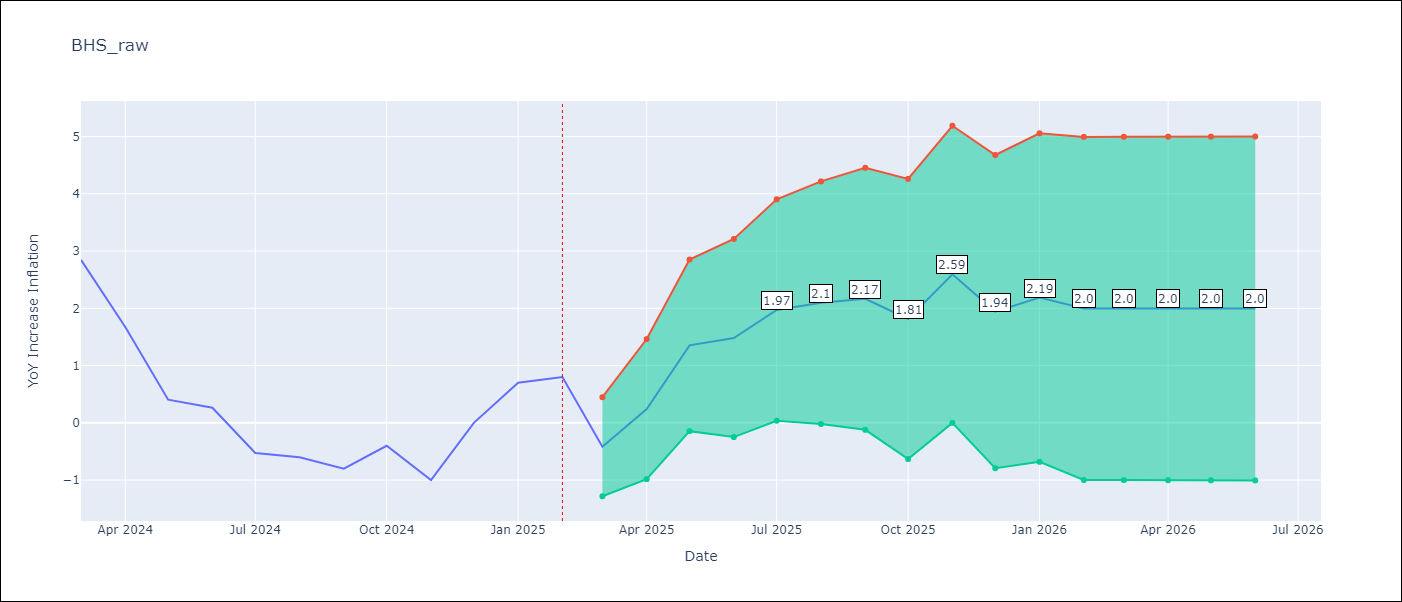 BHS_raw
YoY Increase Inflation
5
4
3
2
1
0
−1
1.97
2.1
2.17
1.81
2.59
1.94
2.19
2.0
2.0
2.0
2.0
2.0
Apr 2024
Jul 2024
Oct 2024
Jan 2025
Apr 2025
Jul 2025
Oct 2025
Jan 2026
Apr 2026
Jul 2026
Date